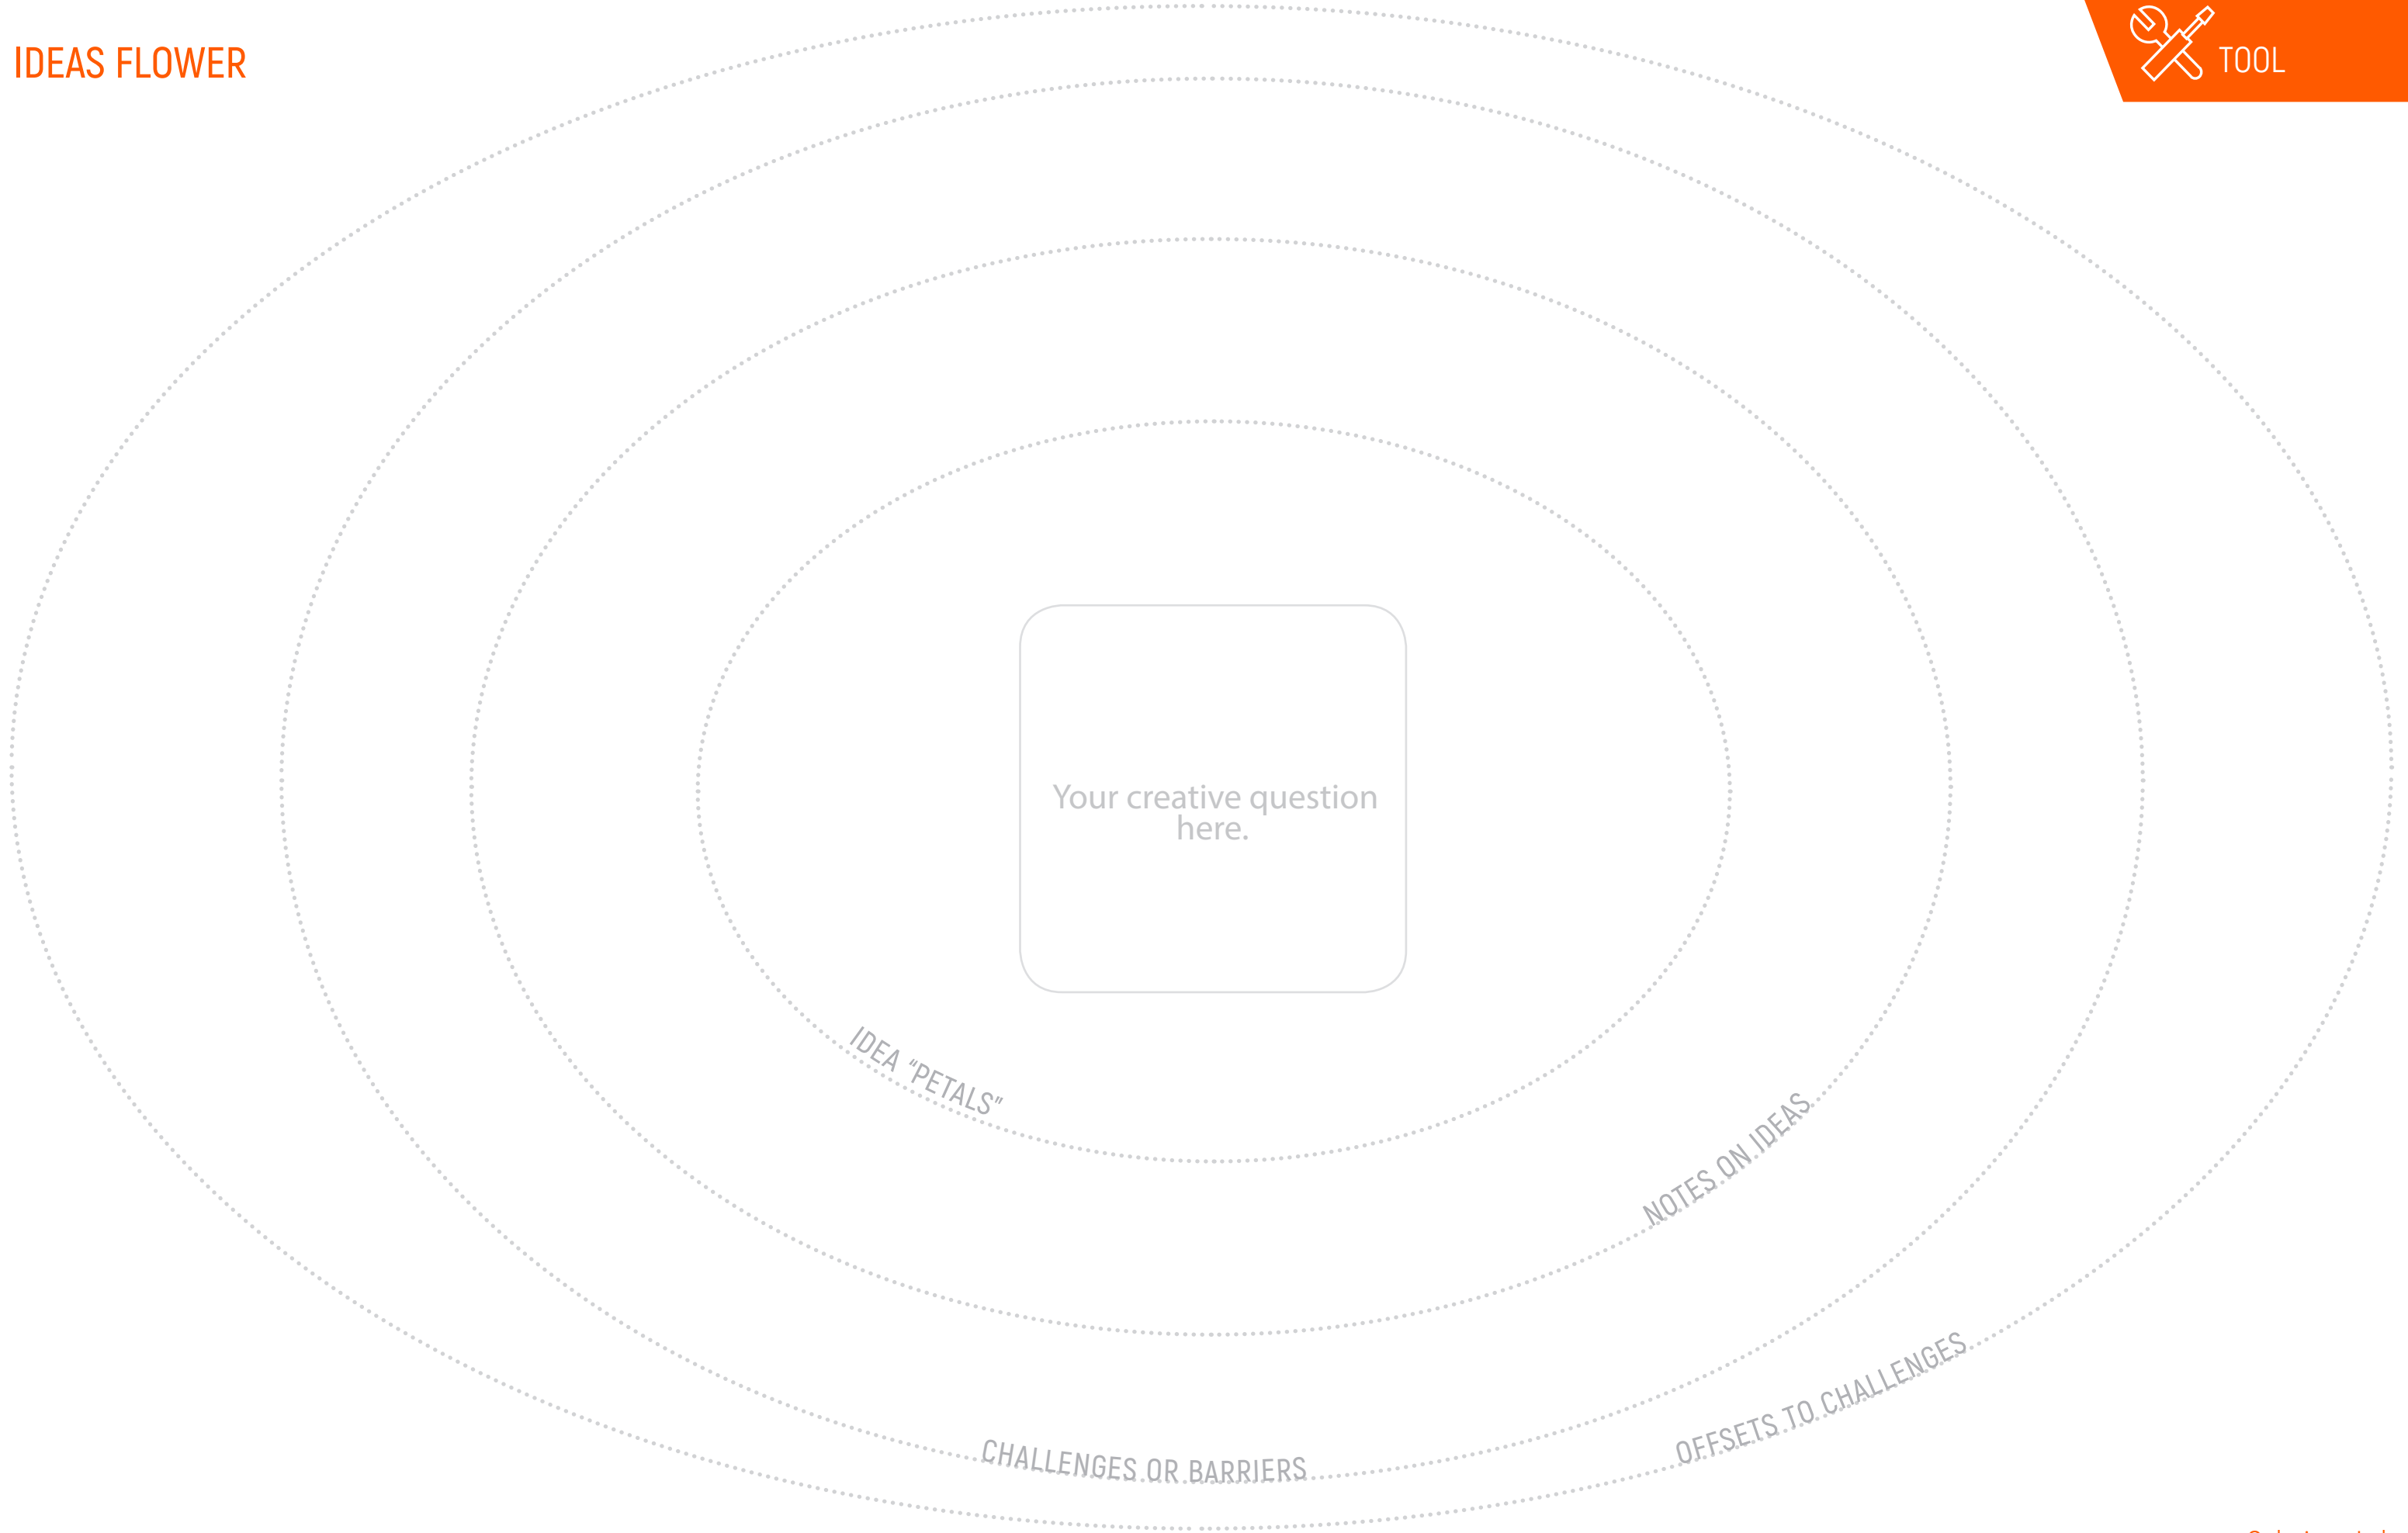 IDEAS FLOWER
TOOL
Your creative question
here.
IDEA “PETALS”
NOTES ON IDEAS
OFFSETS TO CHALLENGES
CHALLENGES OR BARRIERS